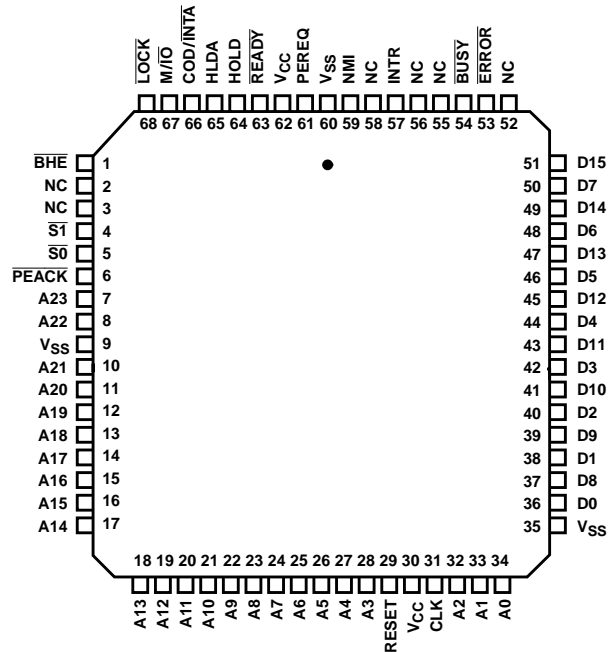 LOCK
M/IO
COD/INTA
HLDA
HOLD
READY
VCC
PEREQ
VSS
NMI
NC
INTR
NC
NC
BUSY
ERROR
NC
68 67 66 65 64 63 62 61 60 59 58 57 56 55 54 53 52
BHE 1
NC 2
NC 3
S1 4
S0 5
PEACK 6
A23 7
A22 8
VSS 9
A21 10
A20 11
A19 12
A18 13
A17 14
A16 15
A15 16
A14 17
51 D15
50 D7
49 D14
48 D6
47 D13
46 D5
45 D12
44 D4
43 D11
42 D3
41 D10
40 D2
39 D9
38 D1
37 D8
36 D0
35 VSS
18 19 20 21 22 23 24 25 26 27 28 29 30 31 32 33 34
A13
A12
A11
A10
A9
A8
A7
A6
A5
A4
A3
RESET
VCC
CLK
A2
A1
A0